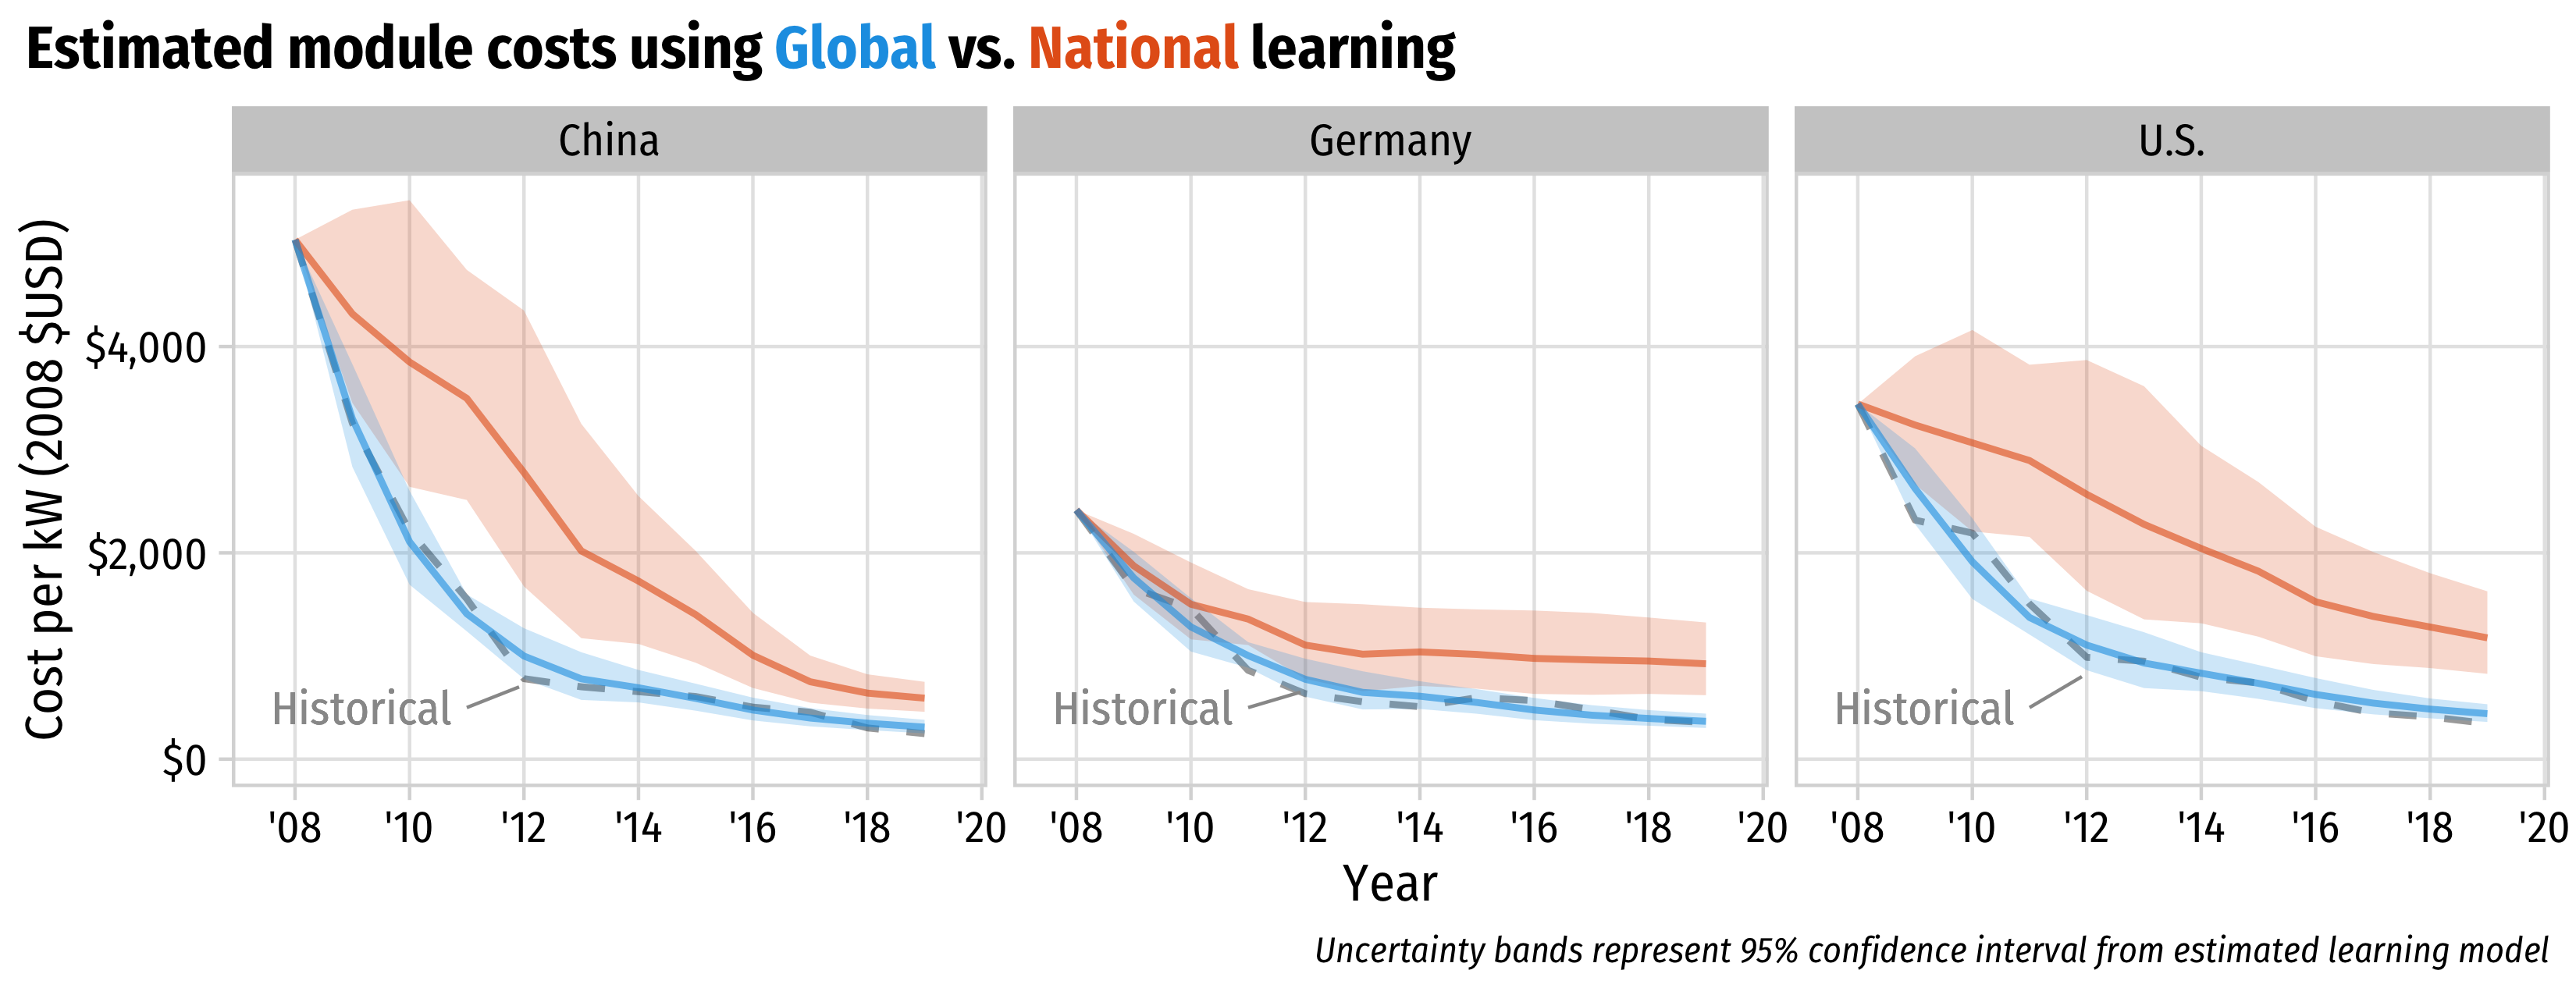 Estimated module costs using Global vs. National learning
China
Germany
U.S.
Cost per kW (2008 $USD)
$4,000
$2,000
$0
Historical
Historical
Historical
'08 '10 '12 '14 '16 '18 '20
'08 '10 '12 '14 '16 '18 '20
'08 '10 '12 '14 '16 '18 '20
Year
Uncertainty bands represent 95% confidence interval from estimated learning model